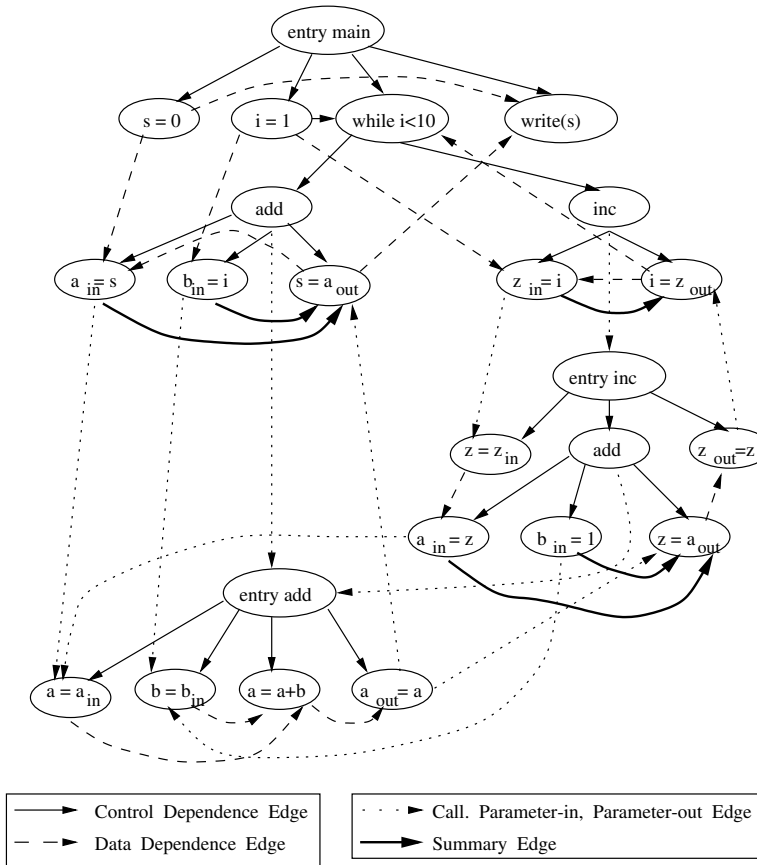 entry main
s = 0
i = 1
while i<10
write(s)
add
inc
a in = s
b in = i
s = a out
z in = i
i = z out
entry inc
z = z in
add
z out =z
a in = z
b in = 1
z = a out
entry add
a = a in
b = b in
a = a+b
a out = a
Control Dependence Edge
Data Dependence Edge
Call. Parameter-in, Parameter-out Edge
Summary Edge